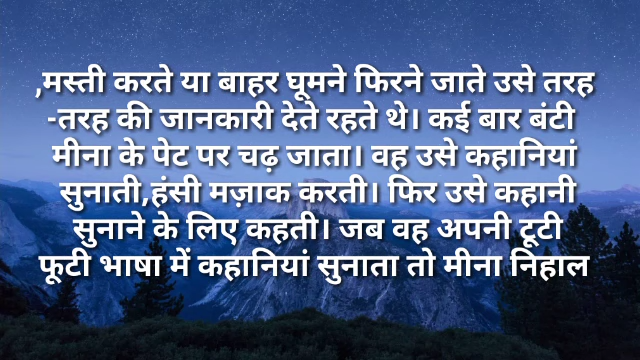 ,मस्ती करते या बाहर घूमने फिरने जाते उसे तरह
-तरह की जानकारी देते रहते थे। कई बार बंटी
मीना के पेट पर चढ़ जाता। वह उसे कहानियां
सुनाती,हंसी मज़ाक करती। फिर उसे कहानी
सुनाने के लिए कहती। जब वह अपनी टूटी
फूटी भाषा में कहानियां सुनाता तो मीना निहाल